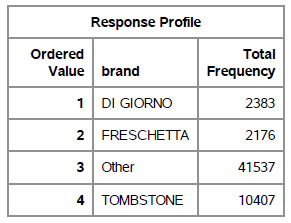 Response Profile
Ordered Value brand Total Frequency
1 DI GIORNO 2383
2 FRESCHETTA 2176
3 Other 41537
4 TOMBSTONE 10407